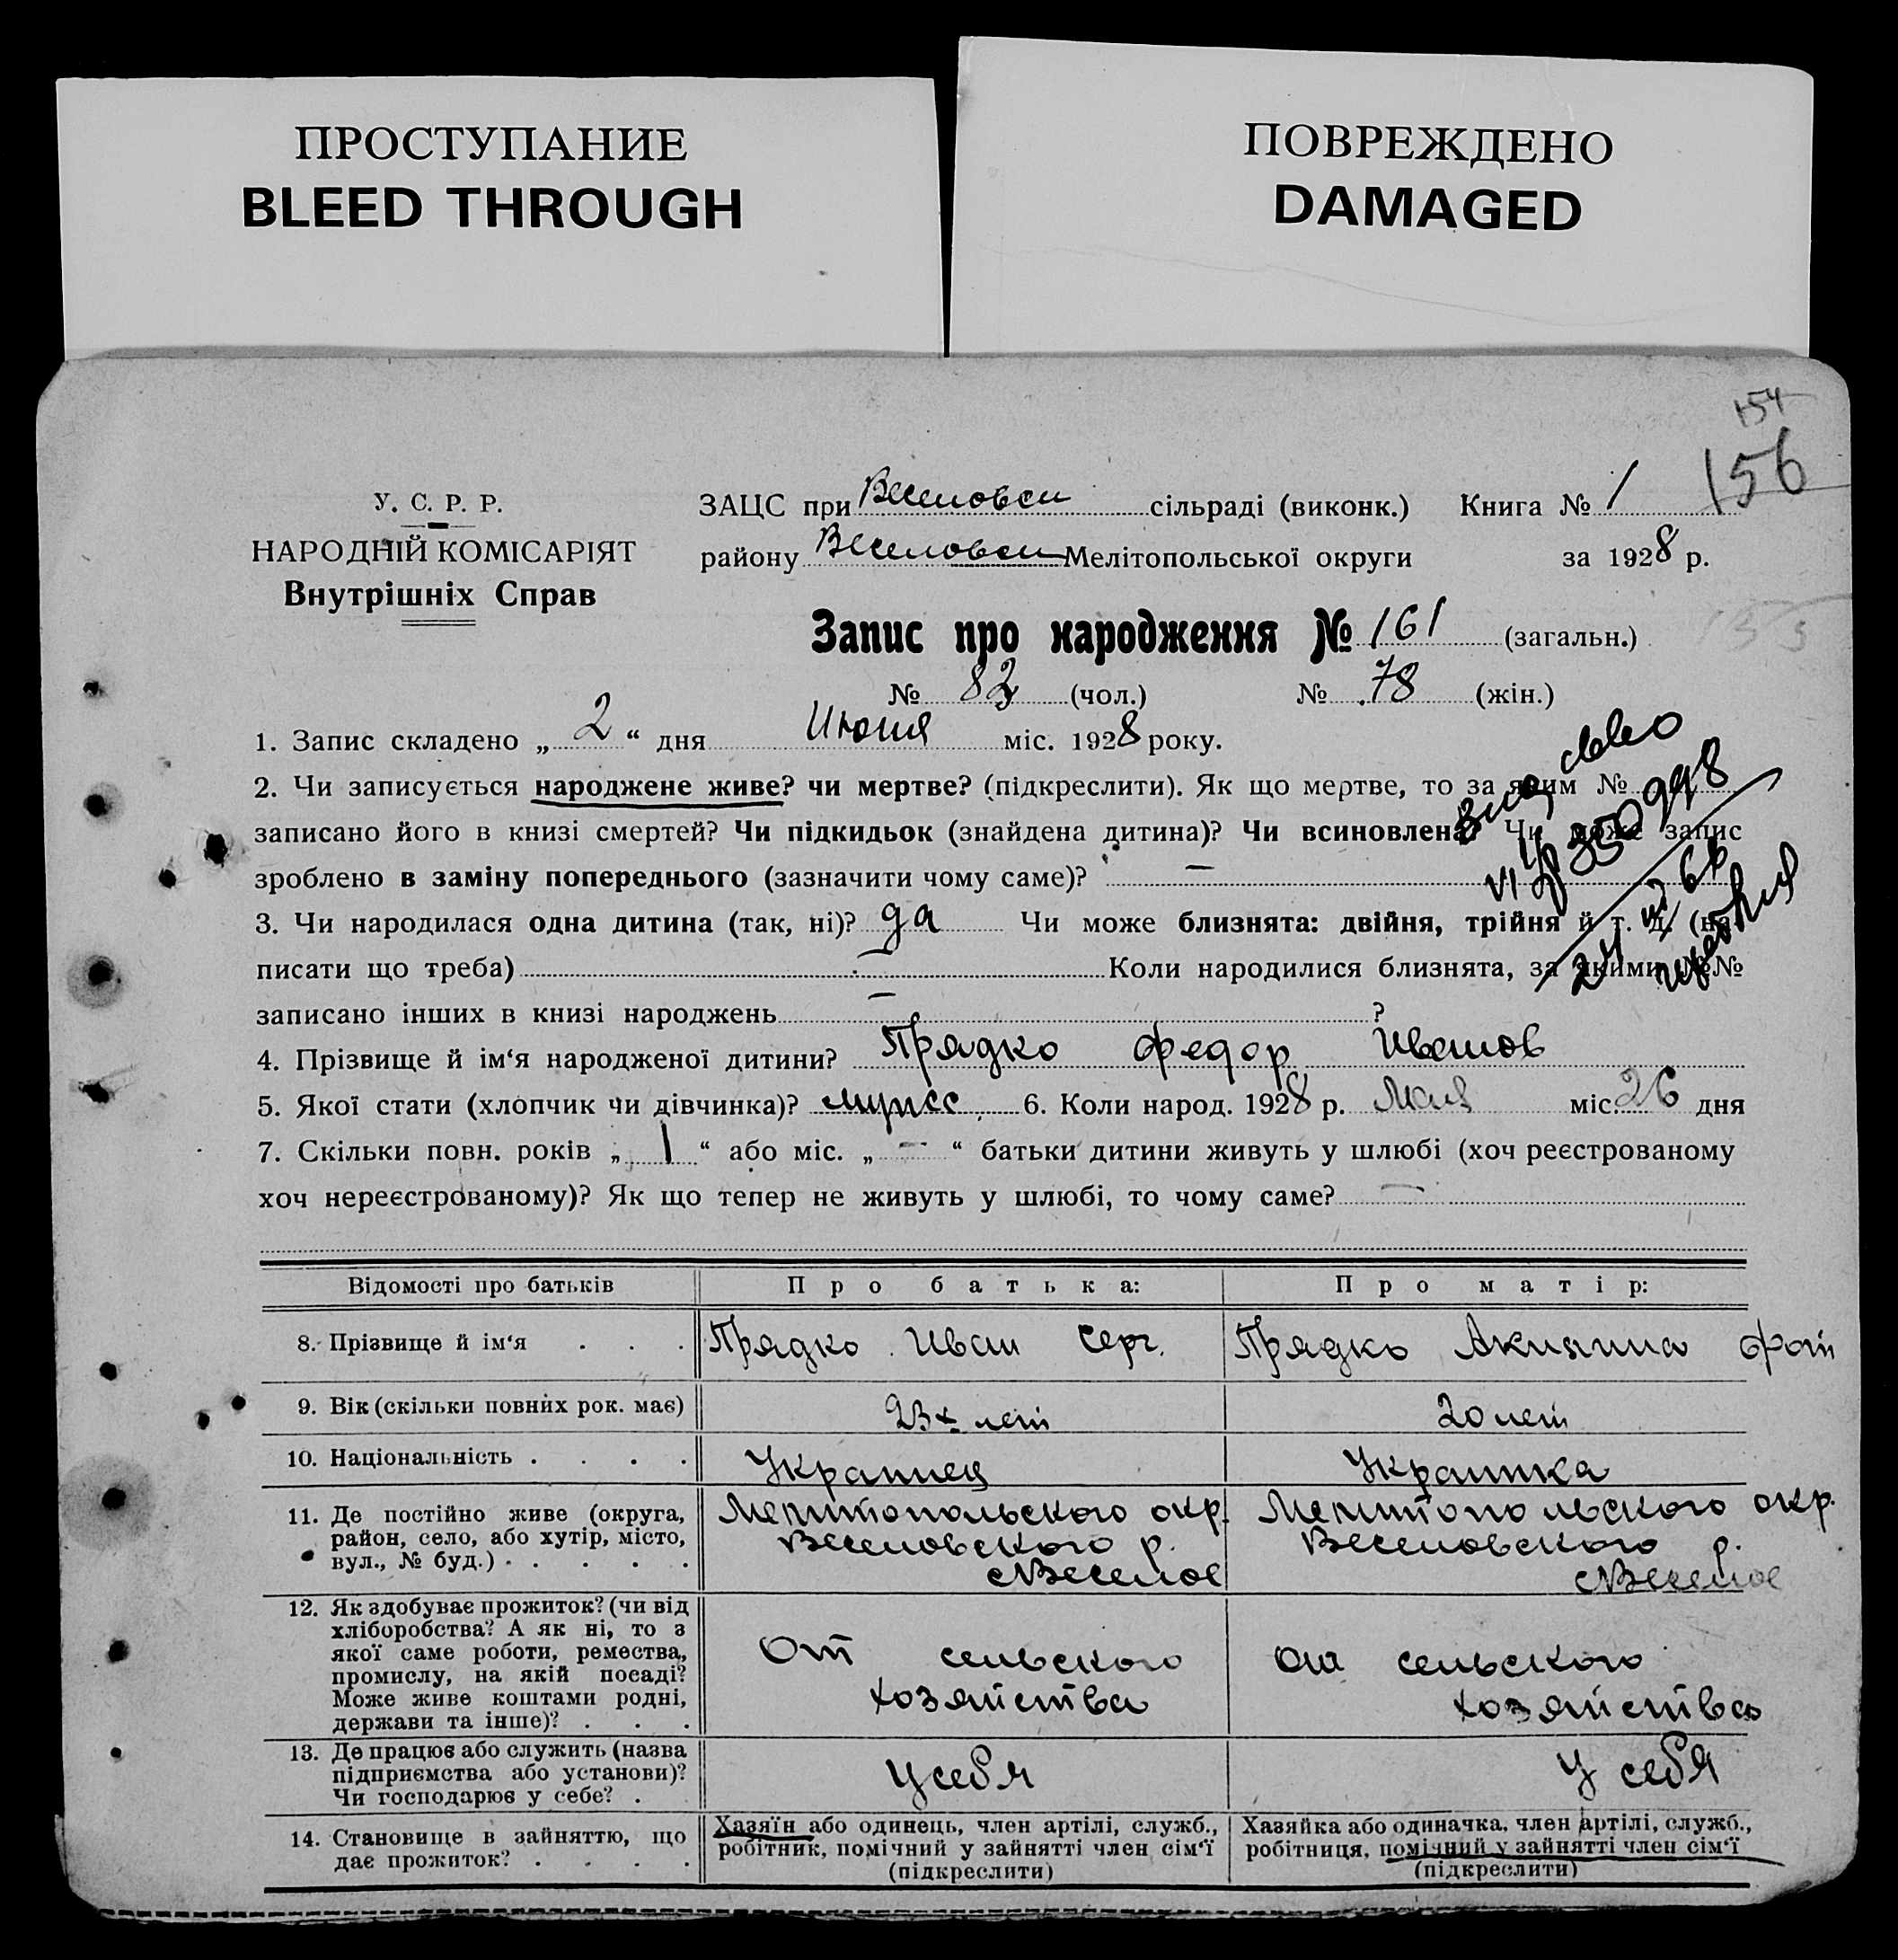 ПРОСТУПАНИЕ
BLEED THROUGH
ПОВРЕЖДЕНО
DAMAGED
154
156
У. С. Р. Р.
НАРОДНІЙ КОМІСАРІЯТ
Внутрішніх Справ
ЗАЦС при Веселовск сільраді (виконк.) Книга № 1
району Веселовск Мелітопольської округи за 1928 р.
Запис про народження № 161 (загальн.)
№ 83 (чол.) № 78 (жін.)
1. Запис складено „ 2 “ дня Июня міс. 1928 року.
2. Чи записується народжене живе? чи мертве? (підкреслити). Як що мертве, то за яким №
записано його в книзі смертей? Чи підкидьок (знайдена дитина)? Чи всиновлена? Чи може запис
зроблено в заміну попереднього (зазначити чому саме)? —
3. Чи народилася одна дитина (так, ні)? да Чи може близнята: двійня, трійня й т. д. (на-
писати що треба) Коли народилися близнята, за якими №№
записано інших в книзі народжень — ?
4. Прізвище й ім‘я народженої дитини? Прядко Федор Иванов
5. Якої стати (хлопчик чи дівчинка)? мужск 6. Коли народ. 1928 р. Мая міс. 26 дня
7. Скільки повн. років „ 1 “ або міс. „ — “ батьки дитини живуть у шлюбі (хоч реєстрованому
хоч нереєстрованому)? Як що тепер не живуть у шлюбі, то чому саме? —
Відомості про батьків Про батька: Про матір:
8. Прізвище й ім‘я . . . Прядко Иван Серг. Прядко Акилина Фот
9. Вік (скільки повних рок. має) 23х лет 20 лет
10. Національність . . . . Украинец Украинка
11. Де постійно живе (округа,
район, село, або хутір, місто,
вул., № буд.) . . . . .
Мелитопольского окр.
Веселовского р.
с Веселое
Мелитопольского окр.
Веселовского р.
с Веселое
12. Як здобуває прожиток? (чи від
хліборобства? А як ні, то з
якої саме роботи, ремества,
промислу, на якій посаді?
Може живе коштами родні,
держави та інше)? . . .
От сельского
хозяйства
От сельского
хозяйства
13. Де працює або служить (назва
підприємства або установи)?
Чи господарює у себе? .
у себя
у себя
14. Становище в зайняттю, що
дає прожиток? . . . .
Хазяїн або одинець, член артілі, служб.,
робітник, помічний у зайнятті член сім‘ї
(підкреслити)
Хазяйка або одиначка, член артілі, служб.,
робітниця, помічний у зайнятті член сім‘ї
(підкреслити)